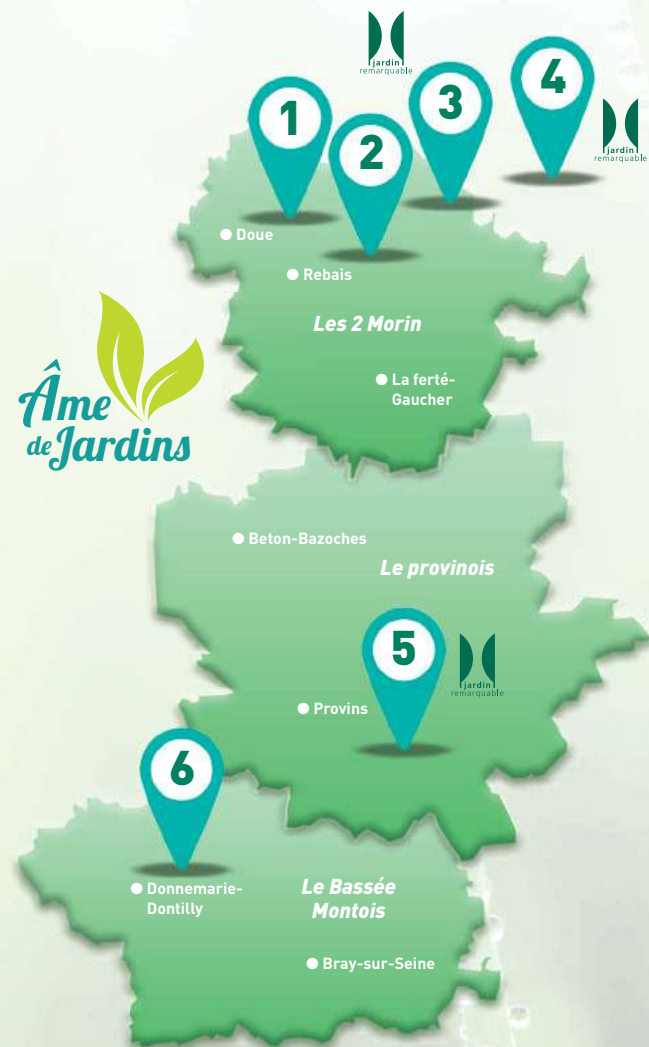 jardin
remarquable
4
3
1
2
jardin
remarquable
Doue
Rebais
Les 2 Morin
La ferté-
Gaucher
Âme
de Jardins
Beton-Bazoches
Le provinois
5
jardin
remarquable
Provins
6
Donnemarie-
Dontilly
Le Bassée
Montois
Bray-sur-Seine